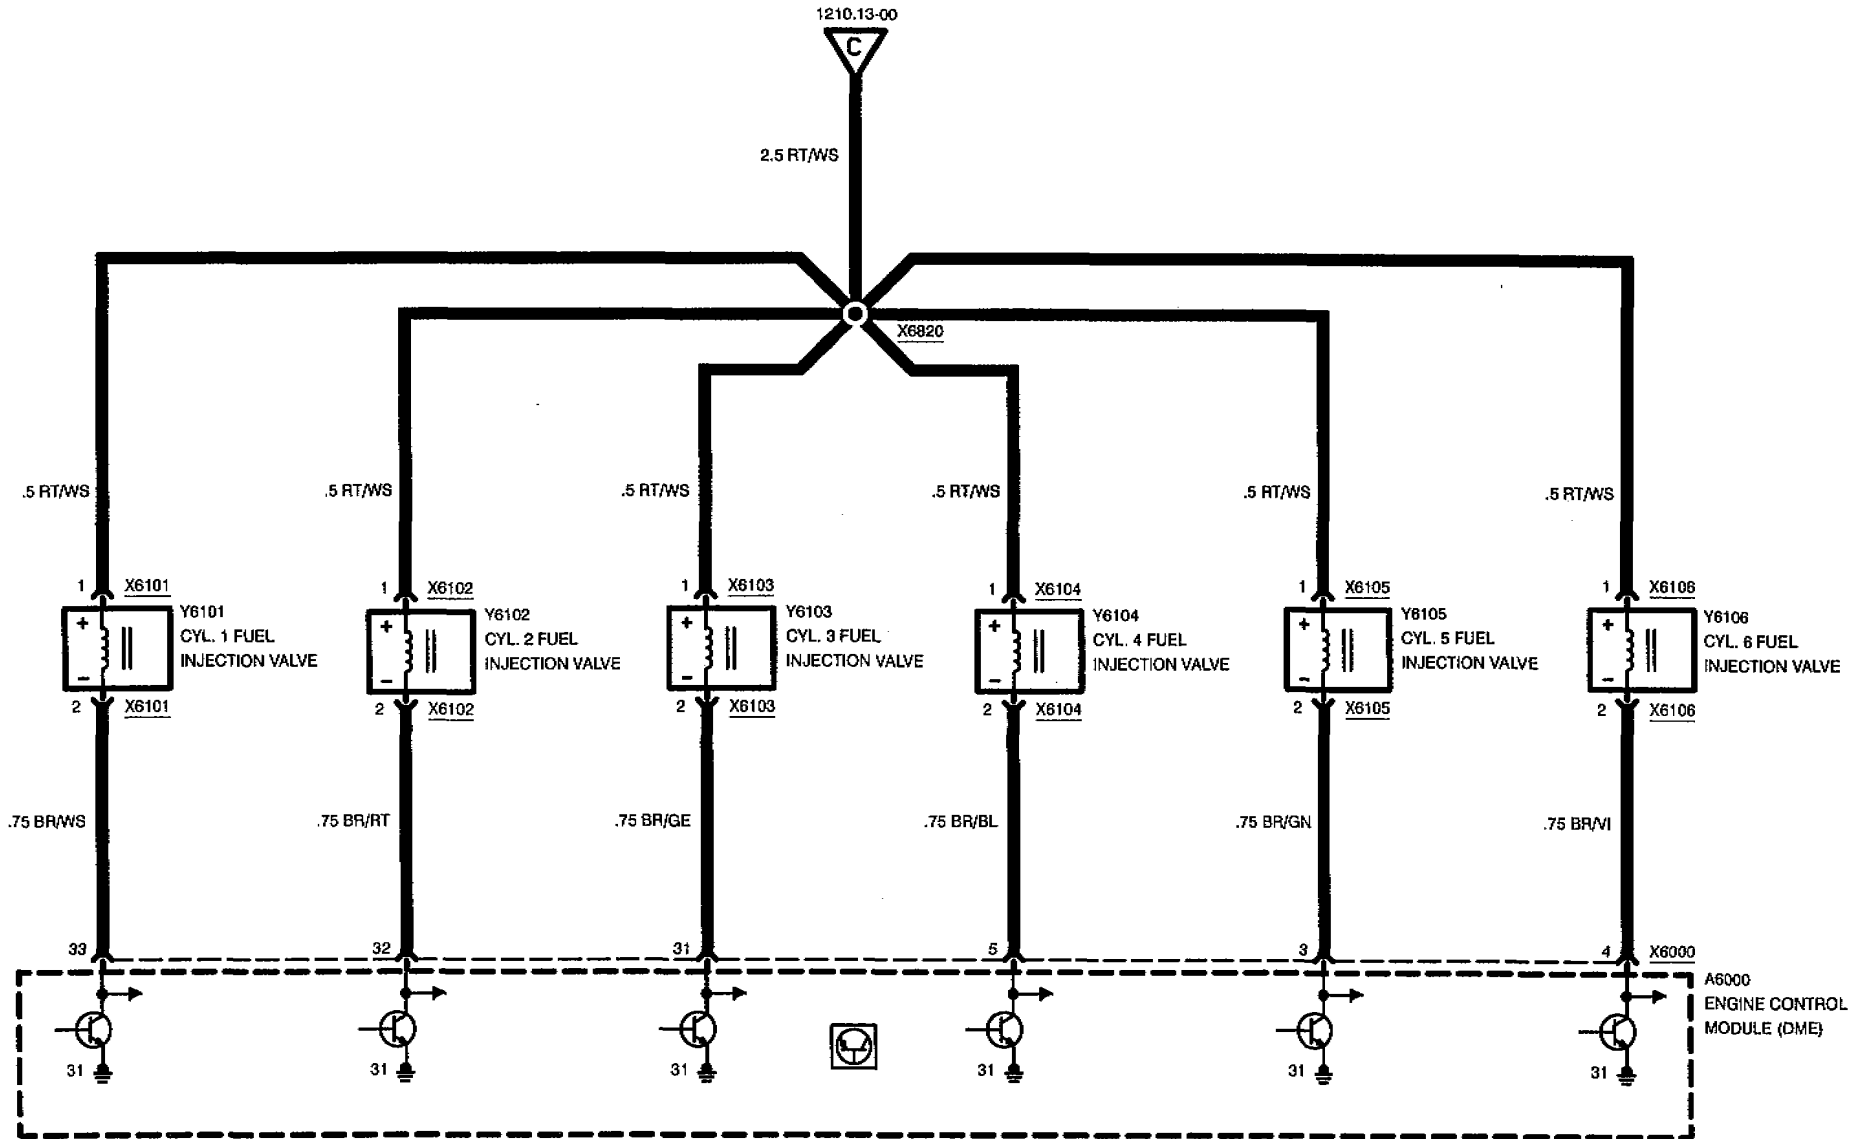 1210.13-00
C
2.5 RT/WS
X6820
.5 RT/WS .5 RT/WS .5 RT/WS .5 RT/WS .5 RT/WS .5 RT/WS
1 X6101 1 X6102 1 X6103 1 X6104 1 X6105 1 X6106
+ Y6101 + Y6102 + Y6103 + Y6104 + Y6105 + Y6106
CYL. 1 FUEL CYL. 2 FUEL CYL. 3 FUEL CYL. 4 FUEL CYL. 5 FUEL CYL. 6 FUEL
INJECTION VALVE INJECTION VALVE INJECTION VALVE INJECTION VALVE INJECTION VALVE INJECTION VALVE
– – – – – –
2 X6101 2 X6102 2 X6103 2 X6104 2 X6105 2 X6106
.75 BR/WS .75 BR/RT .75 BR/GE .75 BR/BL .75 BR/GN .75 BR/VI
33 32 31 5 3 4 X6000
A6000
ENGINE CONTROL
MODULE (DME)
31 31 31 31 31 31